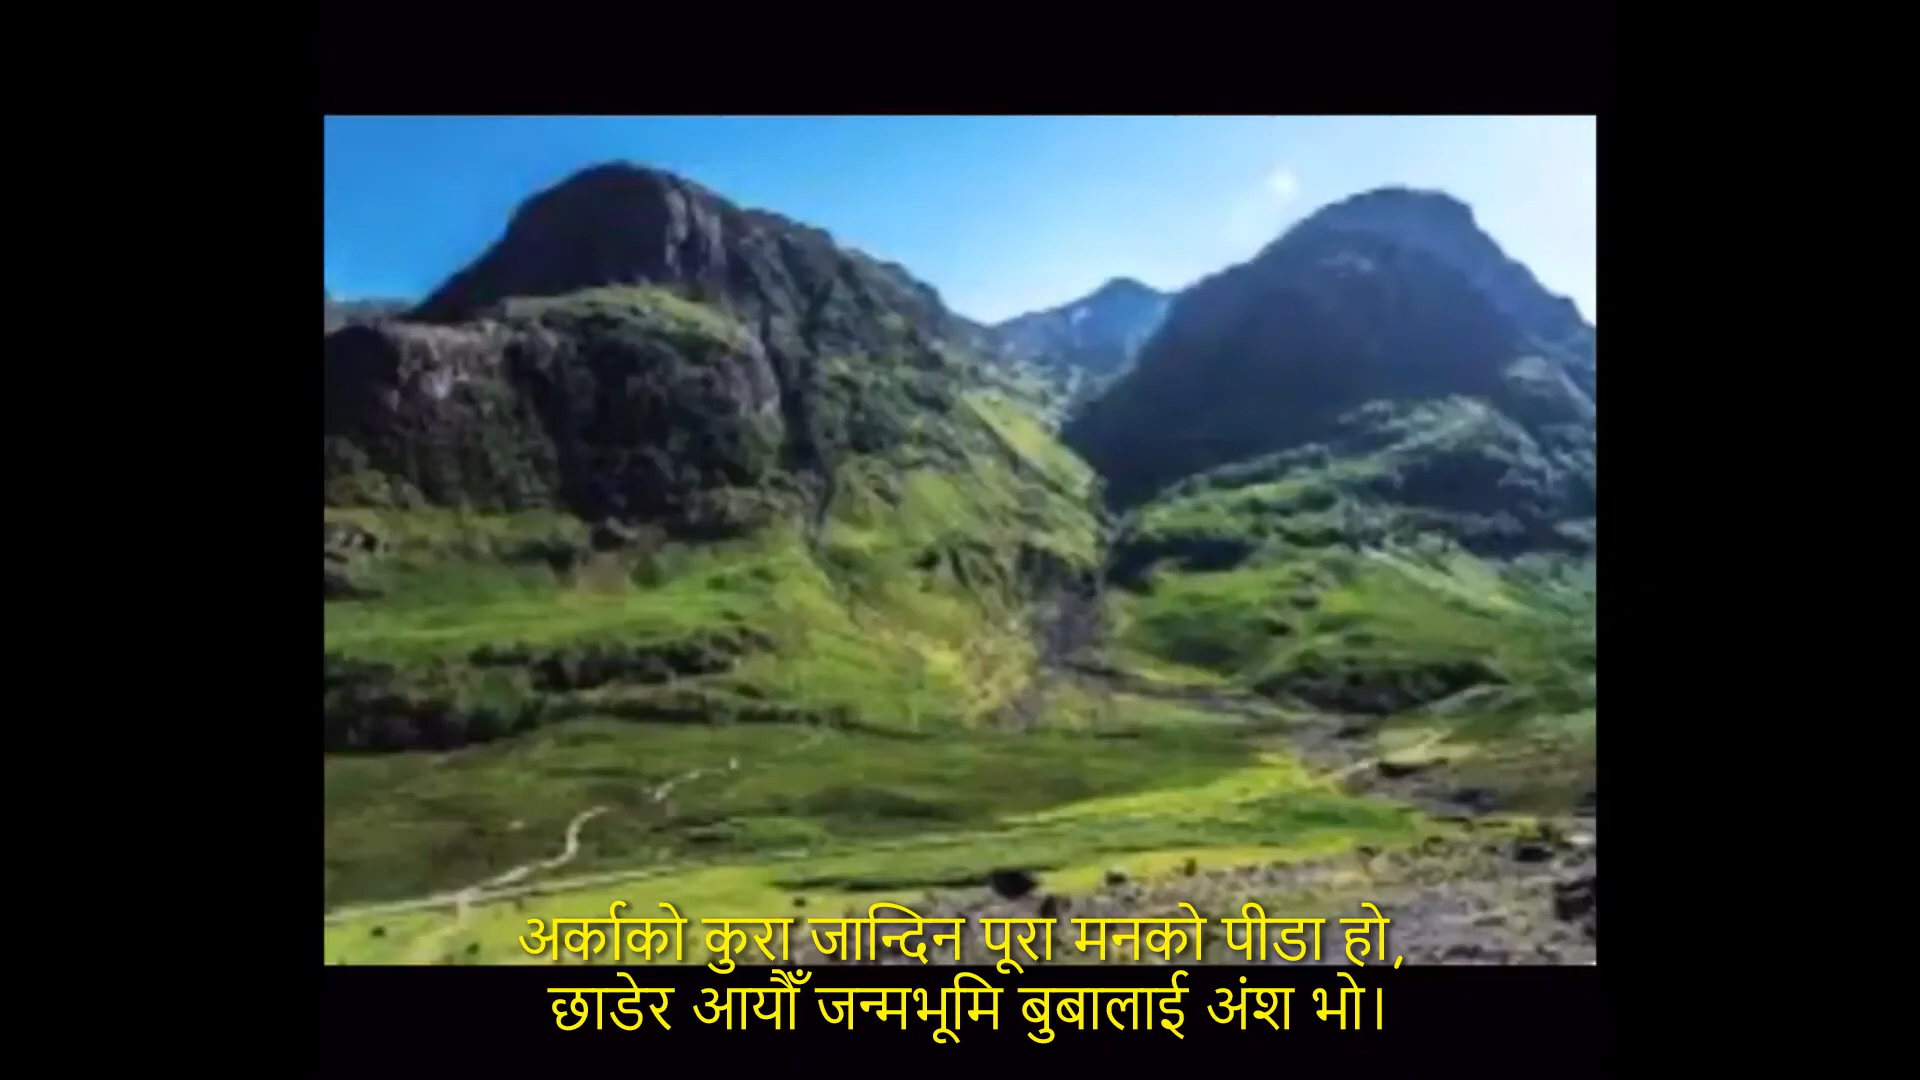 अर्काको कुरा जान्दिन पूरा मनको पीडा हो,
छाडेर आयौँ जन्मभूमि बुबालाई अंश भो।